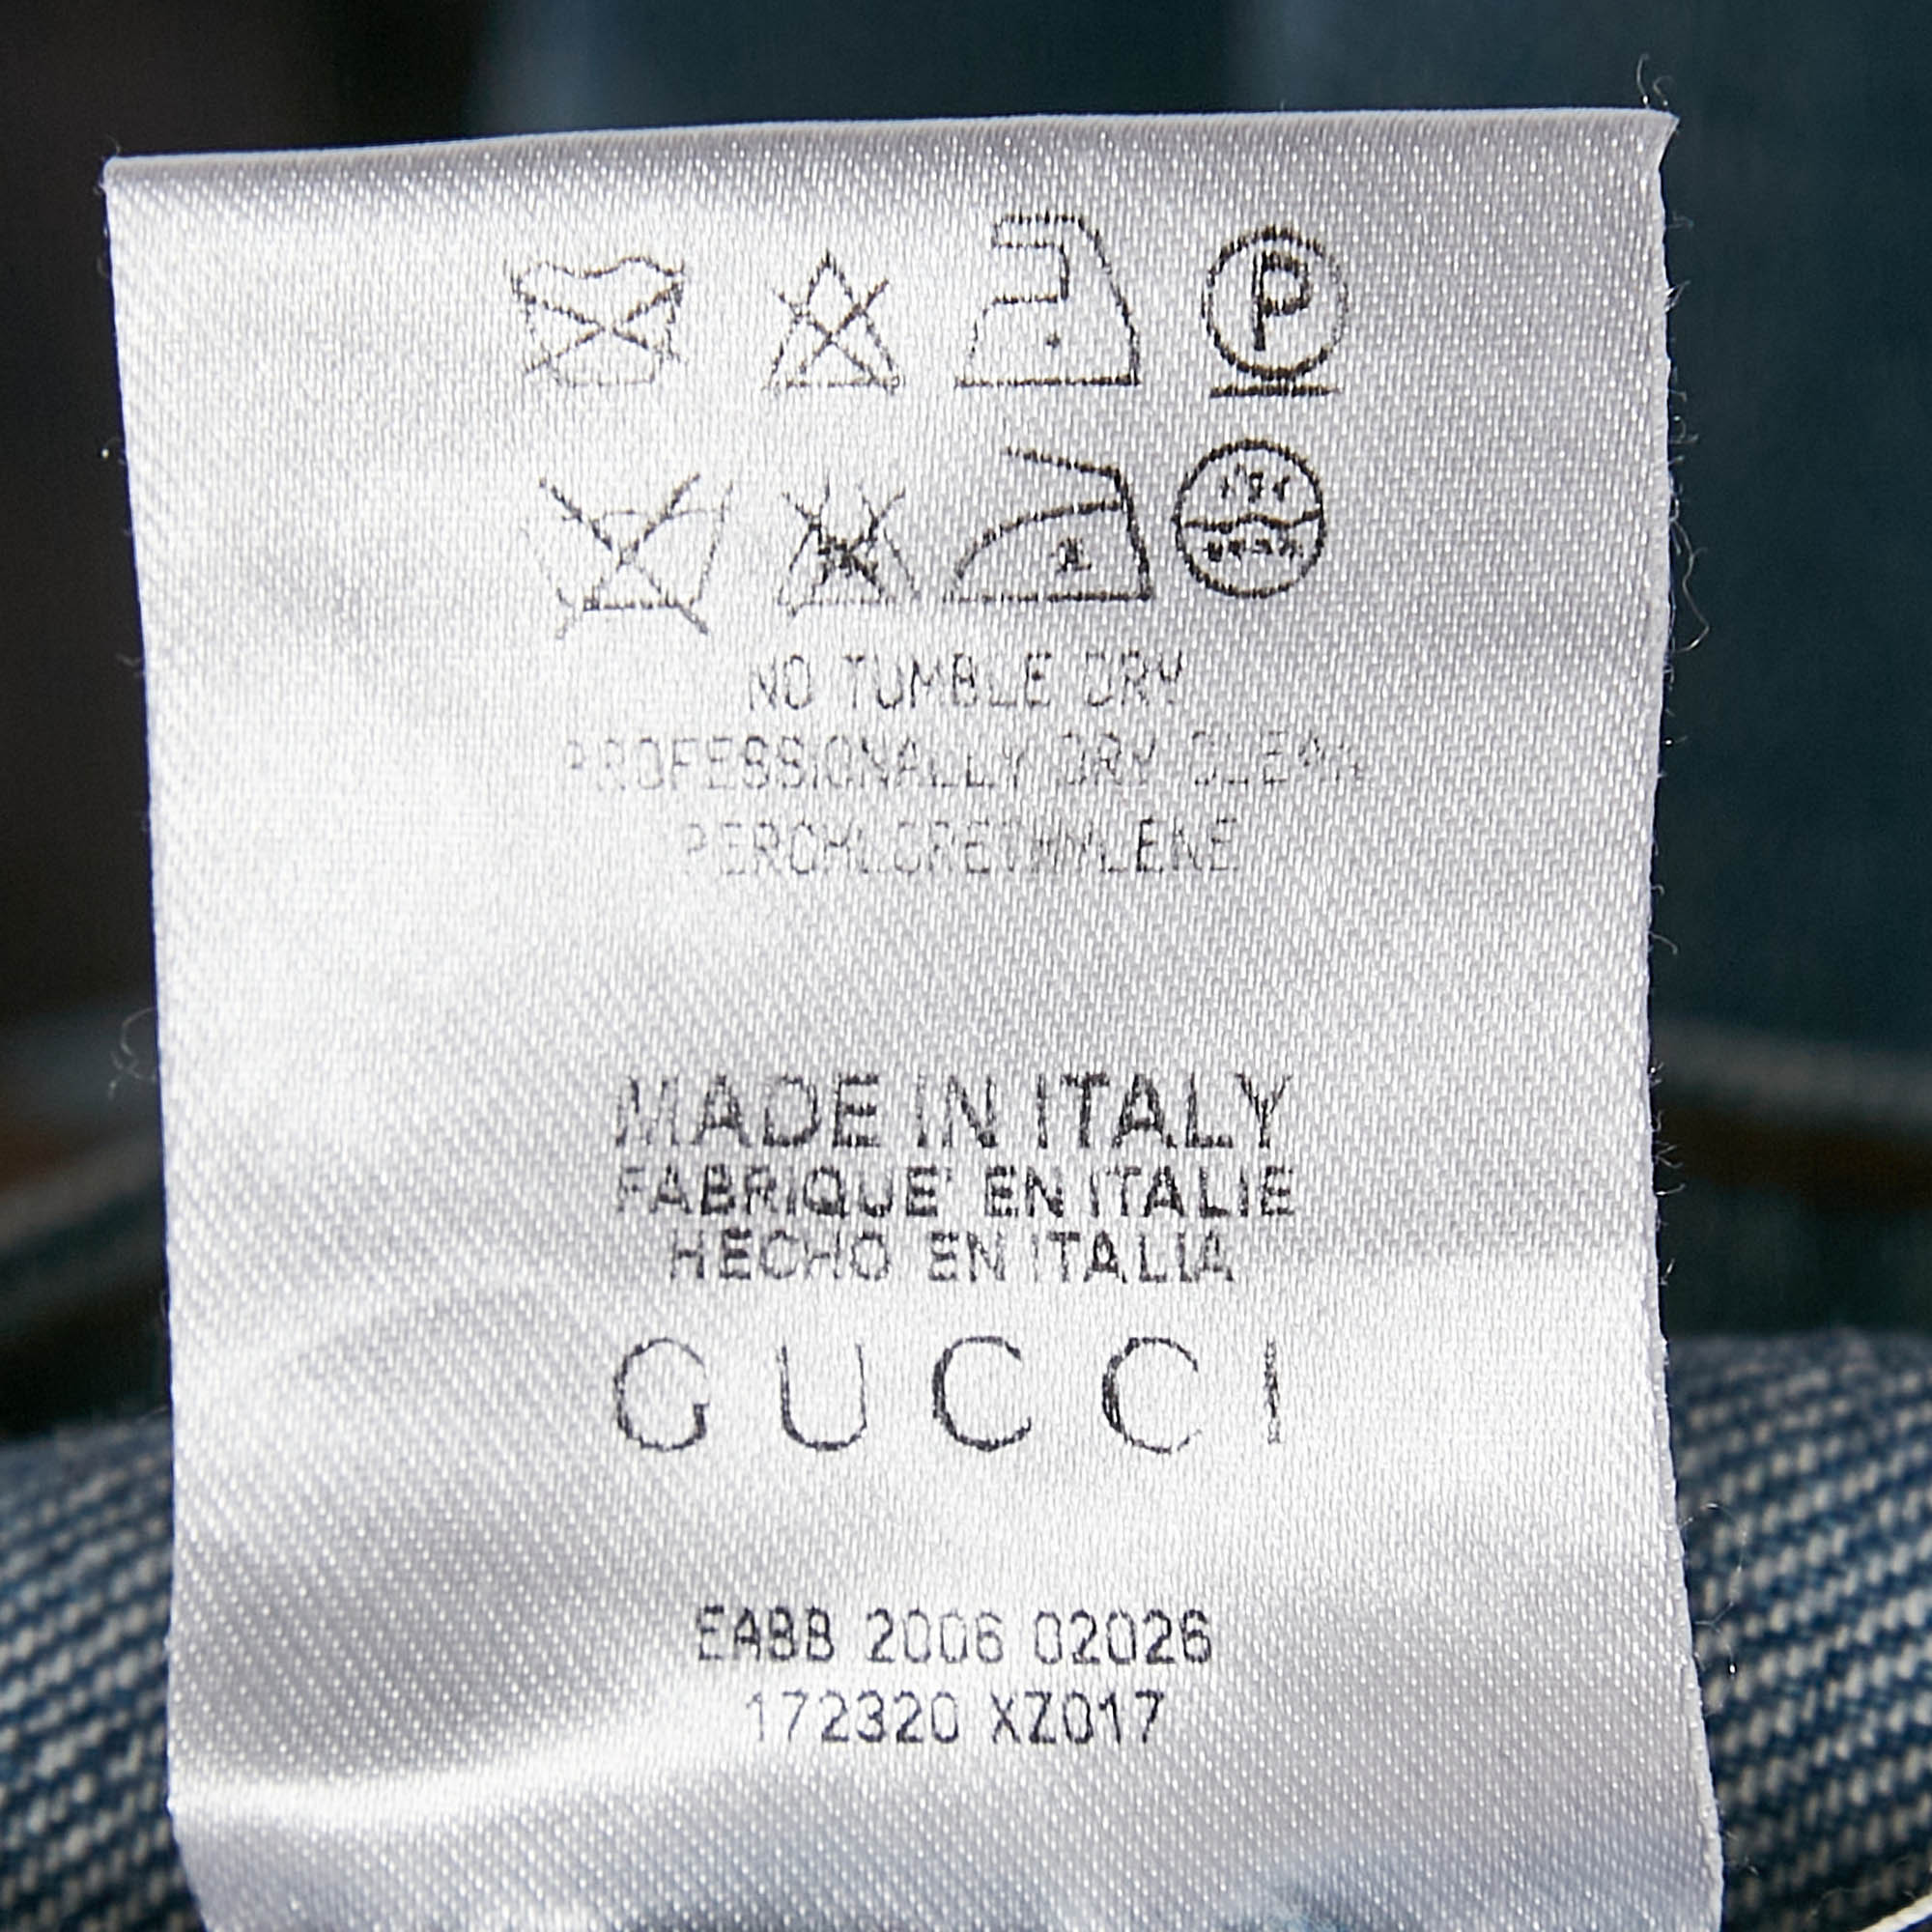 P
NO TUMBLE DRY
PROFESSIONALLY DRY CLEAN
PERCHLORETHYLENE
MADE IN ITALY
FABRIQUE' EN ITALIE
HECHO EN ITALIA
GUCCI
EABB 2006 02026
172320 XZ017